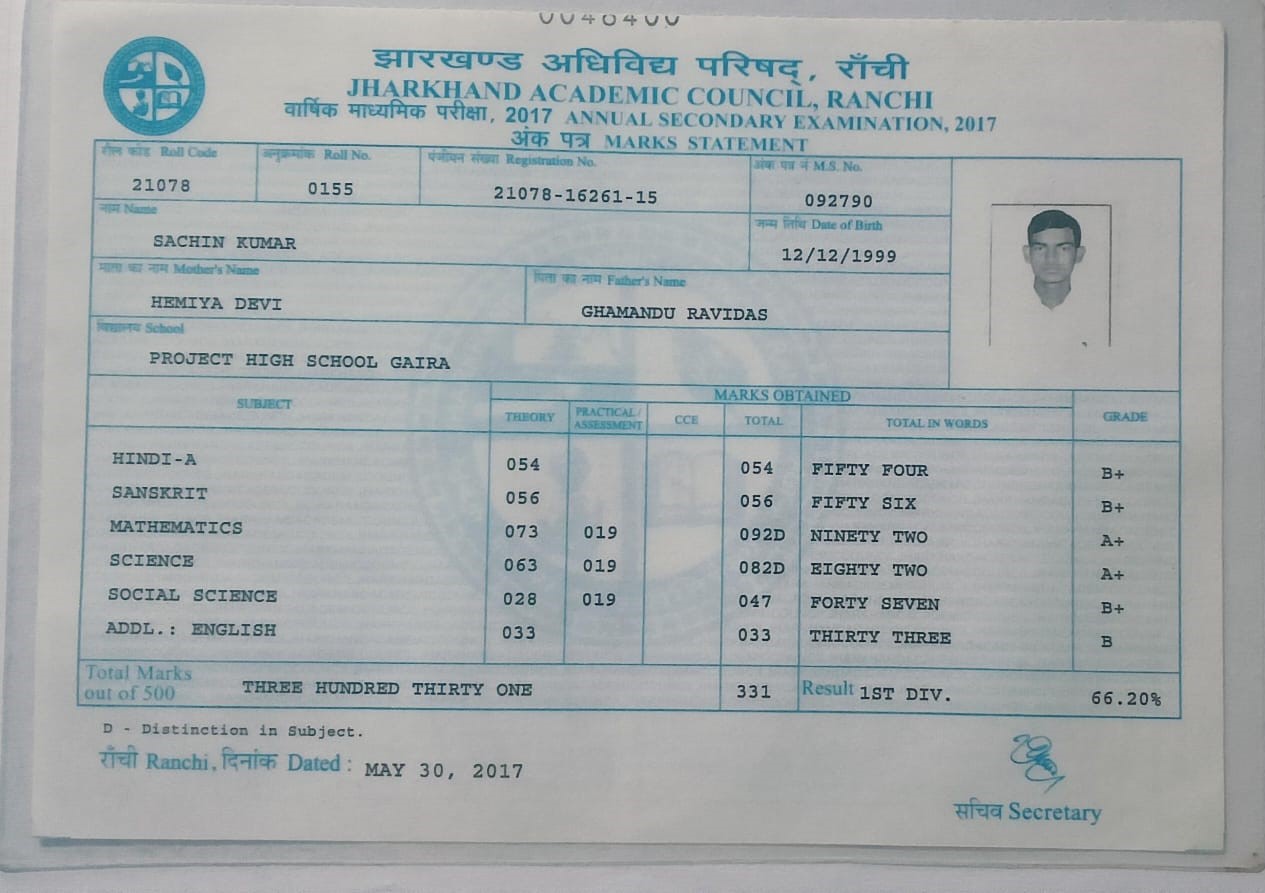 झारखण्ड अधिविद्य परिषद्, राँची
JHARKHAND ACADEMIC COUNCIL, RANCHI
वार्षिक माध्यमिक परीक्षा, 2017 ANNUAL SECONDARY EXAMINATION, 2017
अंक पत्र MARKS STATEMENT
रौल कोड Roll Code अनुक्रमांक Roll No. पंजीयन संख्या Registration No. अंक पत्र नं M.S. No.
21078 0155 21078-16261-15 092790
नाम Name जन्म तिथि Date of Birth
SACHIN KUMAR 12/12/1999
माता का नाम Mother's Name पिता का नाम Father's Name
HEMIYA DEVI GHAMANDU RAVIDAS
विद्यालय School
PROJECT HIGH SCHOOL GAIRA
SUBJECT MARKS OBTAINED GRADE
THEORY PRACTICAL/ ASSESSMENT CCE TOTAL TOTAL IN WORDS
HINDI-A 054 054 FIFTY FOUR B+
SANSKRIT 056 056 FIFTY SIX B+
MATHEMATICS 073 019 092D NINETY TWO A+
SCIENCE 063 019 082D EIGHTY TWO A+
SOCIAL SCIENCE 028 019 047 FORTY SEVEN B+
ADDL.: ENGLISH 033 033 THIRTY THREE B
Total Marks
out of 500 THREE HUNDRED THIRTY ONE 331 Result 1ST DIV. 66.20%
D - Distinction in Subject.
राँची Ranchi, दिनांक Dated : MAY 30, 2017
सचिव Secretary